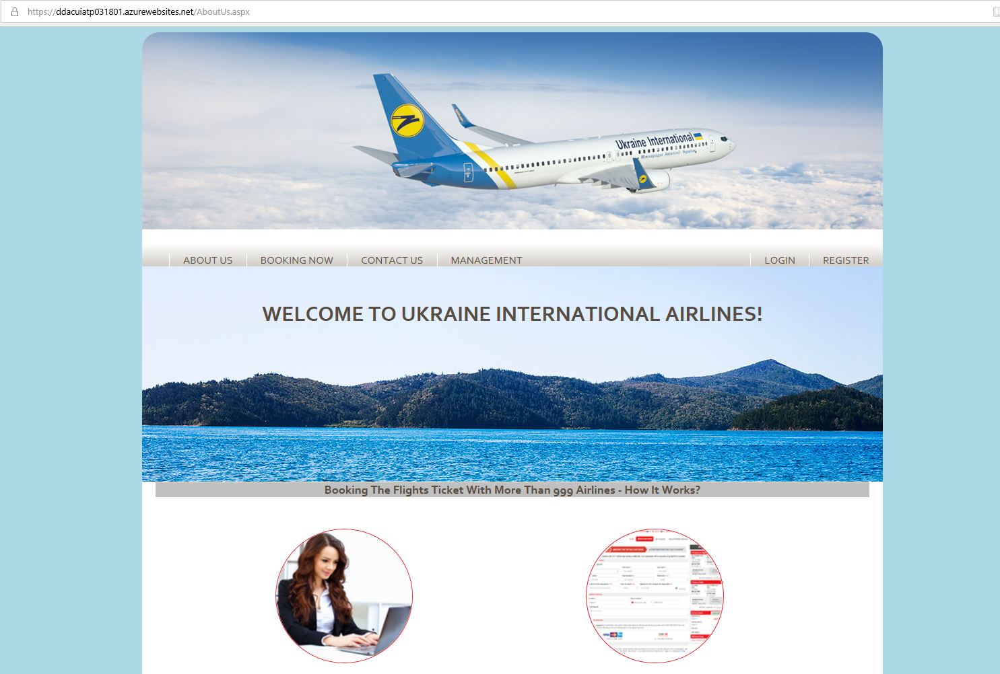 https://ddacuiatp031801.azurewebsites.net/AboutUs.aspx
Ukraine International
Міжнародні Авіалінії України
ABOUT US
BOOKING NOW
CONTACT US
MANAGEMENT
LOGIN
REGISTER
WELCOME TO UKRAINE INTERNATIONAL AIRLINES!
Booking The Flights Ticket With More Than 999 Airlines - How It Works?